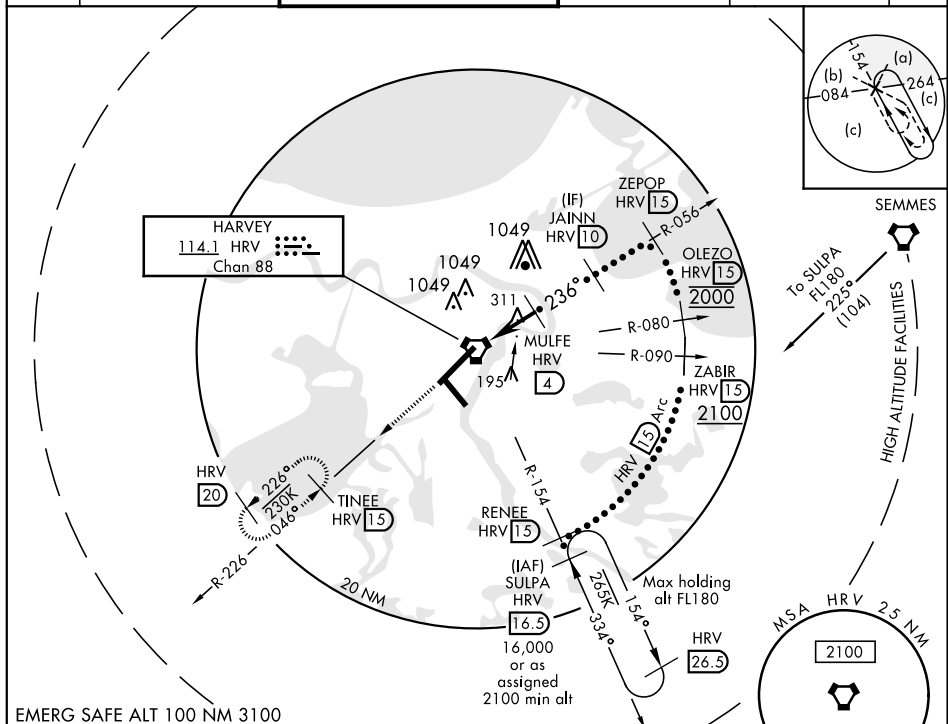 154
(a)
(b)
084
264
(c)
(c)
SEMMES
To SULPA
FL180
225°
(104)
HIGH ALTITUDE FACILITIES
HARVEY
114.1 HRV
Chan 88
ZEPOP
HRV 15
R-056
(IF)
JAINN
HRV 10
1049
1049
1049
OLEZO
HRV 15
2000
236°
311
R-080
MULFE
HRV
4
R-090
195
ZABIR
HRV 15
2100
HRV 15 Arc
HRV
20
226°
230K
046°
TINEE
HRV 15
R-226
R-154
RENEE
HRV 15
20 NM
(IAF)
SULPA
HRV
16.5
16,000
or as
assigned
2100 min alt
265K
334°
154°
Max holding
alt FL180
HRV
26.5
MSA HRV 25 NM
2100
EMERG SAFE ALT 100 NM 3100